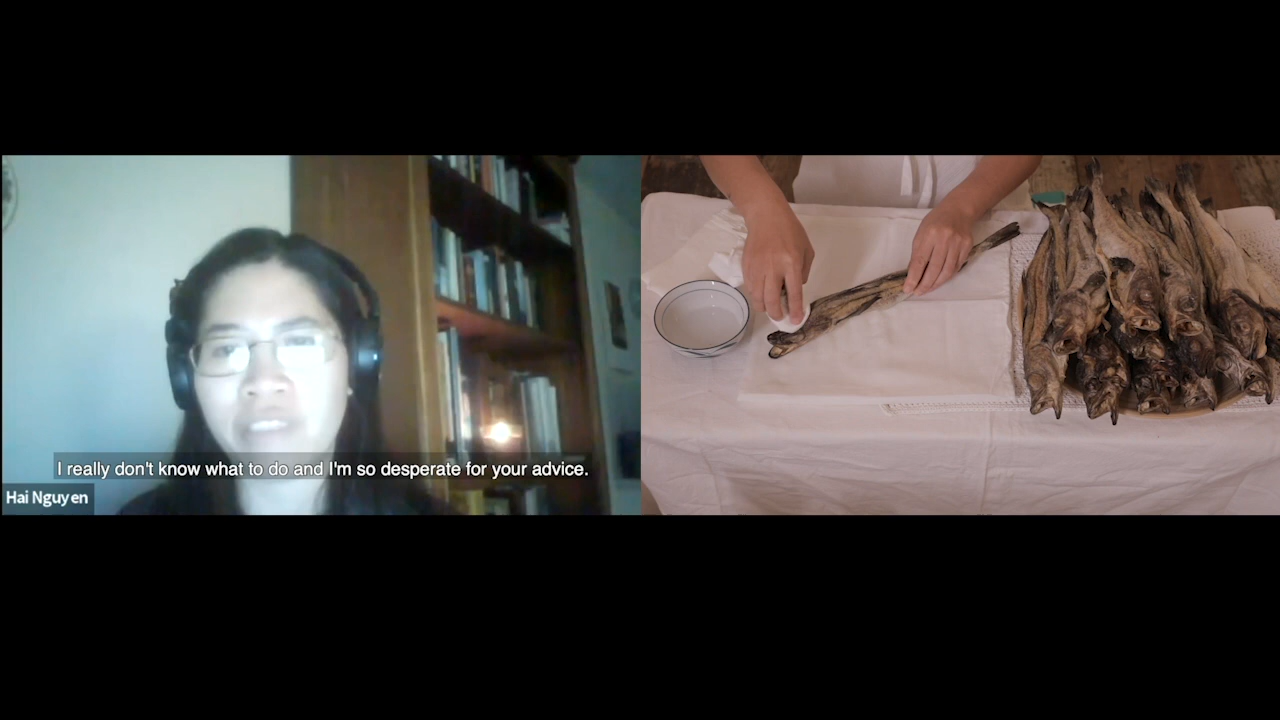 I really don't know what to do and I'm so desperate for your advice.
Hai Nguyen